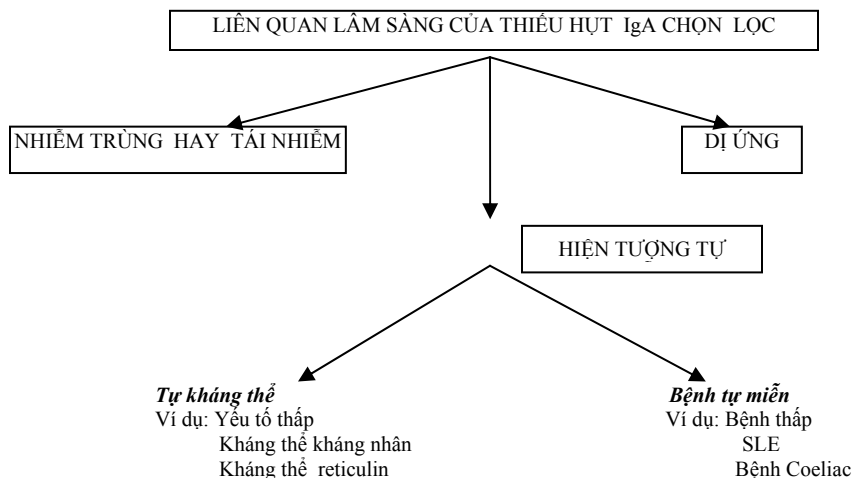 LIÊN QUAN LÂM SÀNG CỦA THIẾU HỤT IgA CHỌN LỌC
NHIỄM TRÙNG HAY TÁI NHIỄM
DỊ ỨNG
HIỆN TƯỢNG TỰ
Tự kháng thể
Ví dụ: Yếu tố thấp
Kháng thể kháng nhân
Kháng thể reticulin
Bệnh tự miễn
Ví dụ: Bệnh thấp
SLE
Bệnh Coeliac